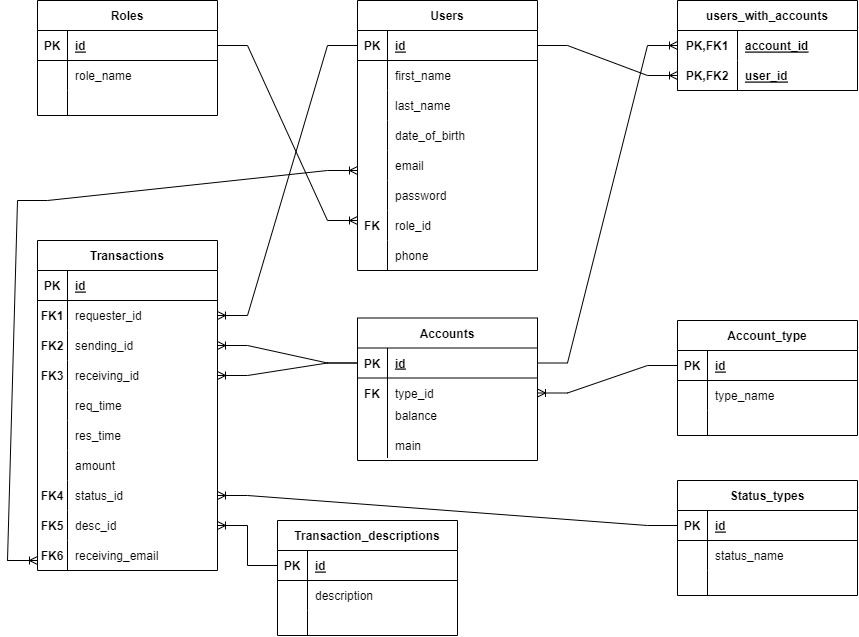 Roles
PK id
role_name
Users
PK id
first_name
last_name
date_of_birth
email
password
FK role_id
phone
users_with_accounts
PK,FK1 account_id
PK,FK2 user_id
Transactions
PK id
FK1 requester_id
FK2 sending_id
FK3 receiving_id
req_time
res_time
amount
FK4 status_id
FK5 desc_id
FK6 receiving_email
Accounts
PK id
FK type_id
balance
main
Account_type
PK id
type_name
Status_types
PK id
status_name
Transaction_descriptions
PK id
description